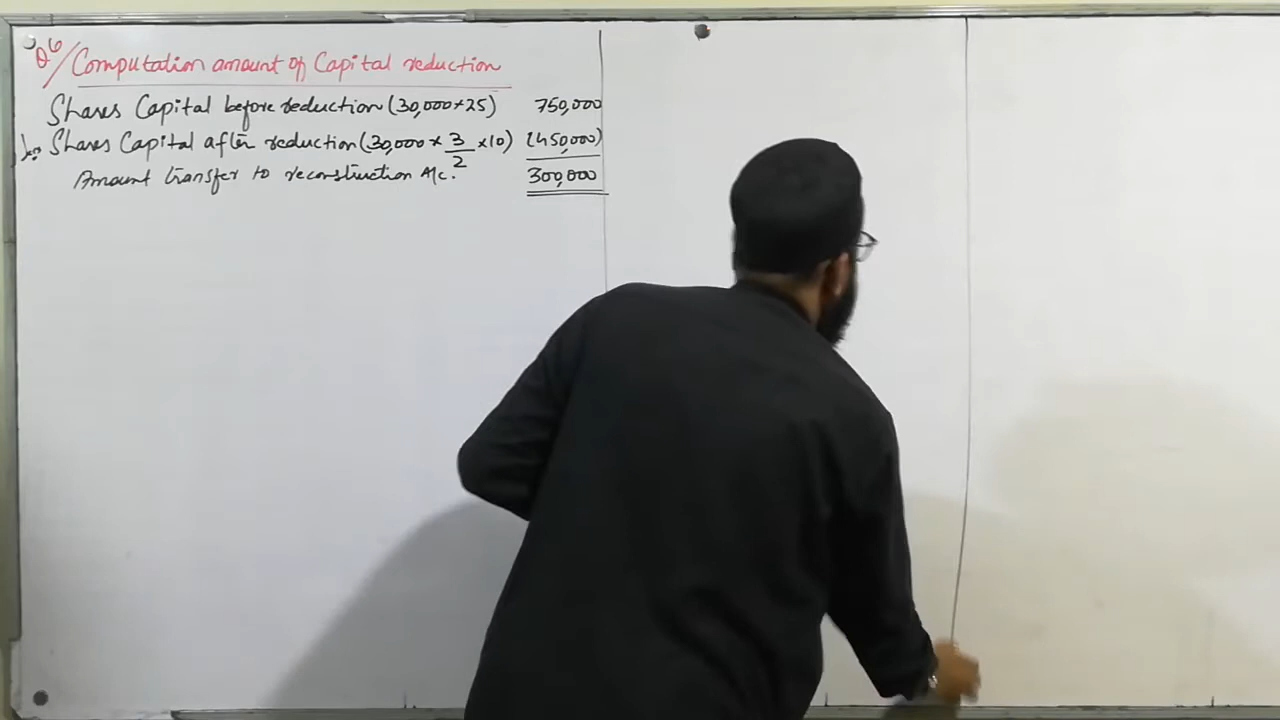 Q6/ Computation amount of Capital reduction
Shares Capital before reduction (30,000×25) 750,000
Less: Shares Capital after reduction (30,000 × 3/2 ×10) (450,000)
Amount transfer to reconstruction A/c. 300,000